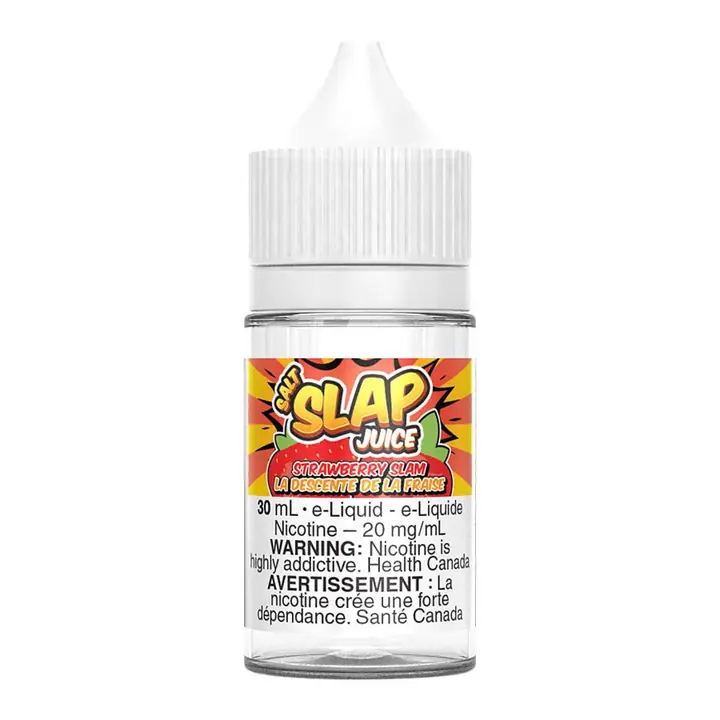 SALT
SLAP
JUICE
STRAWBERRY SLAM
LA DESCENTE DE LA FRAISE
30 mL • e-Liquid - e-Liquide
Nicotine – 20 mg/mL
WARNING: Nicotine is
highly addictive. Health Canada
AVERTISSEMENT : La
nicotine crée une forte
dépendance. Santé Canada